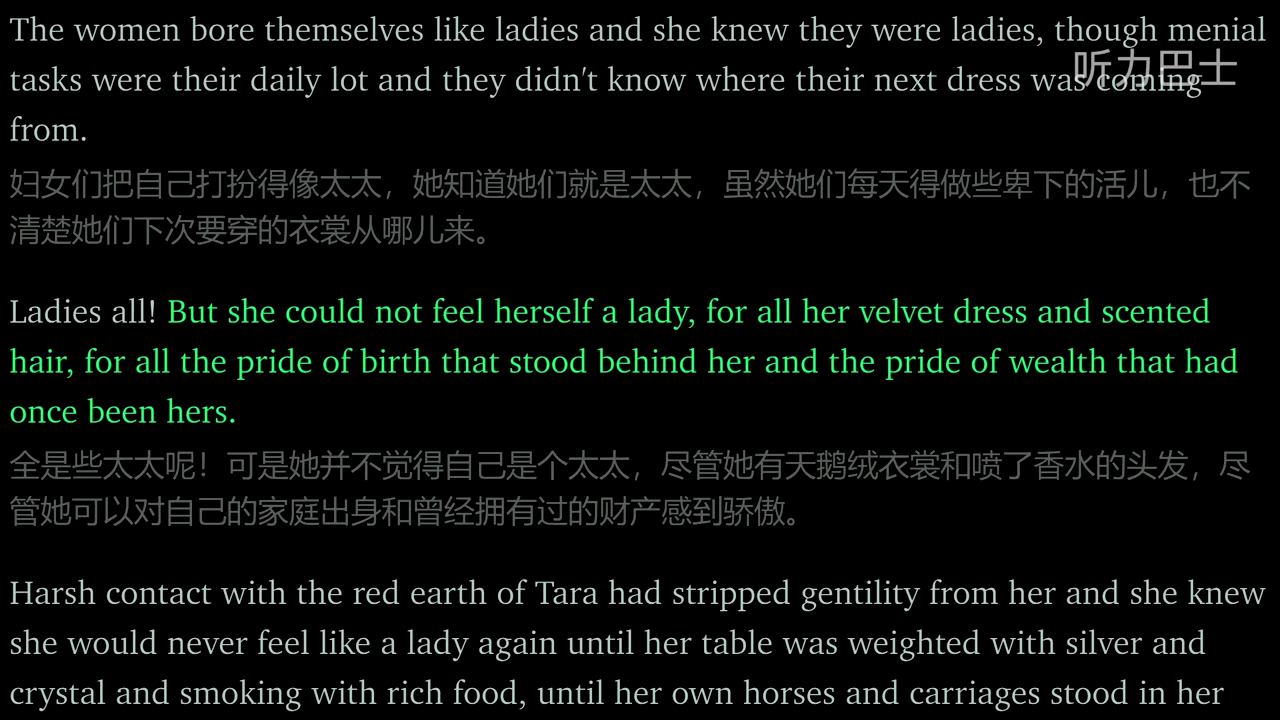 The women bore themselves like ladies and she knew they were ladies, though menial
听力巴士
tasks were their daily lot and they didn't know where their next dress was coming
from.
妇女们把自己打扮得像太太，她知道她们就是太太，虽然她们每天得做些卑下的活儿，也不
清楚她们下次要穿的衣裳从哪儿来。
Ladies all! But she could not feel herself a lady, for all her velvet dress and scented
hair, for all the pride of birth that stood behind her and the pride of wealth that had
once been hers.
全是些太太呢！可是她并不觉得自己是个太太，尽管她有天鹅绒衣裳和喷了香水的头发，尽
管她可以对自己的家庭出身和曾经拥有过的财产感到骄傲。
Harsh contact with the red earth of Tara had stripped gentility from her and she knew
she would never feel like a lady again until her table was weighted with silver and
crystal and smoking with rich food, until her own horses and carriages stood in her